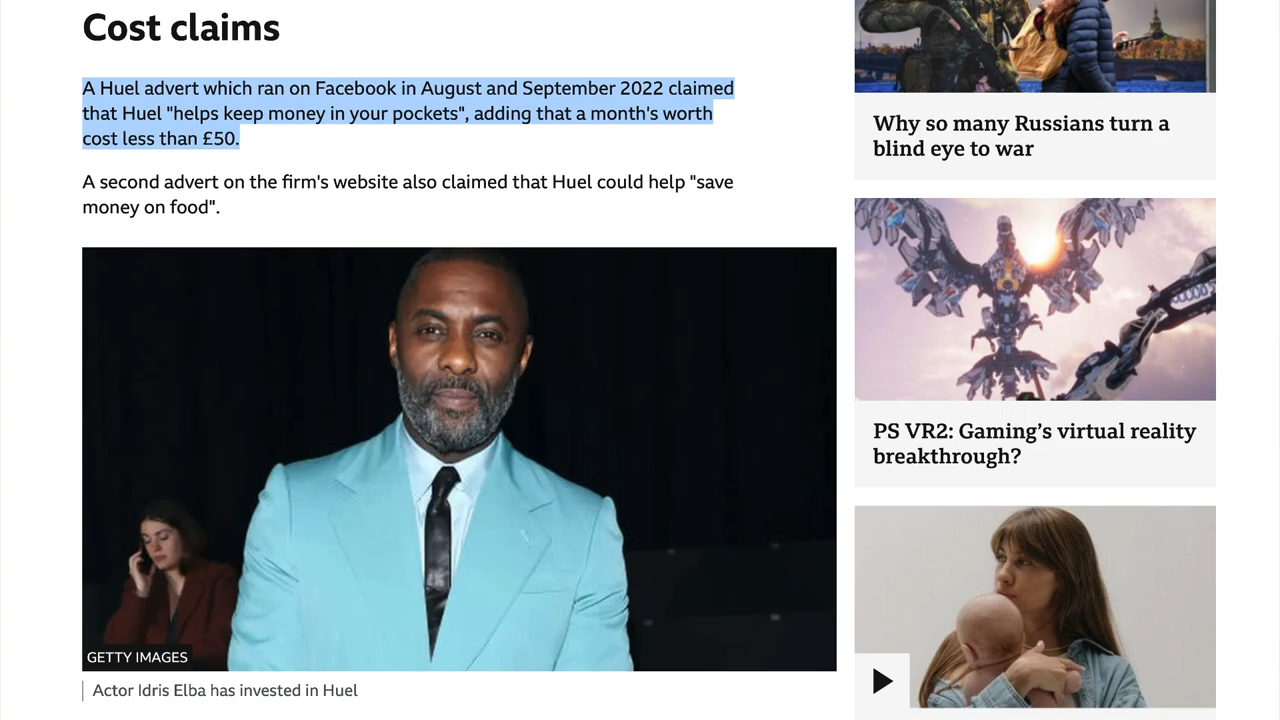 Cost claims
A Huel advert which ran on Facebook in August and September 2022 claimed
that Huel "helps keep money in your pockets", adding that a month's worth
cost less than £50.
A second advert on the firm's website also claimed that Huel could help "save
money on food".
GETTY IMAGES
Actor Idris Elba has invested in Huel
Why so many Russians turn a
blind eye to war
PS VR2: Gaming’s virtual reality
breakthrough?